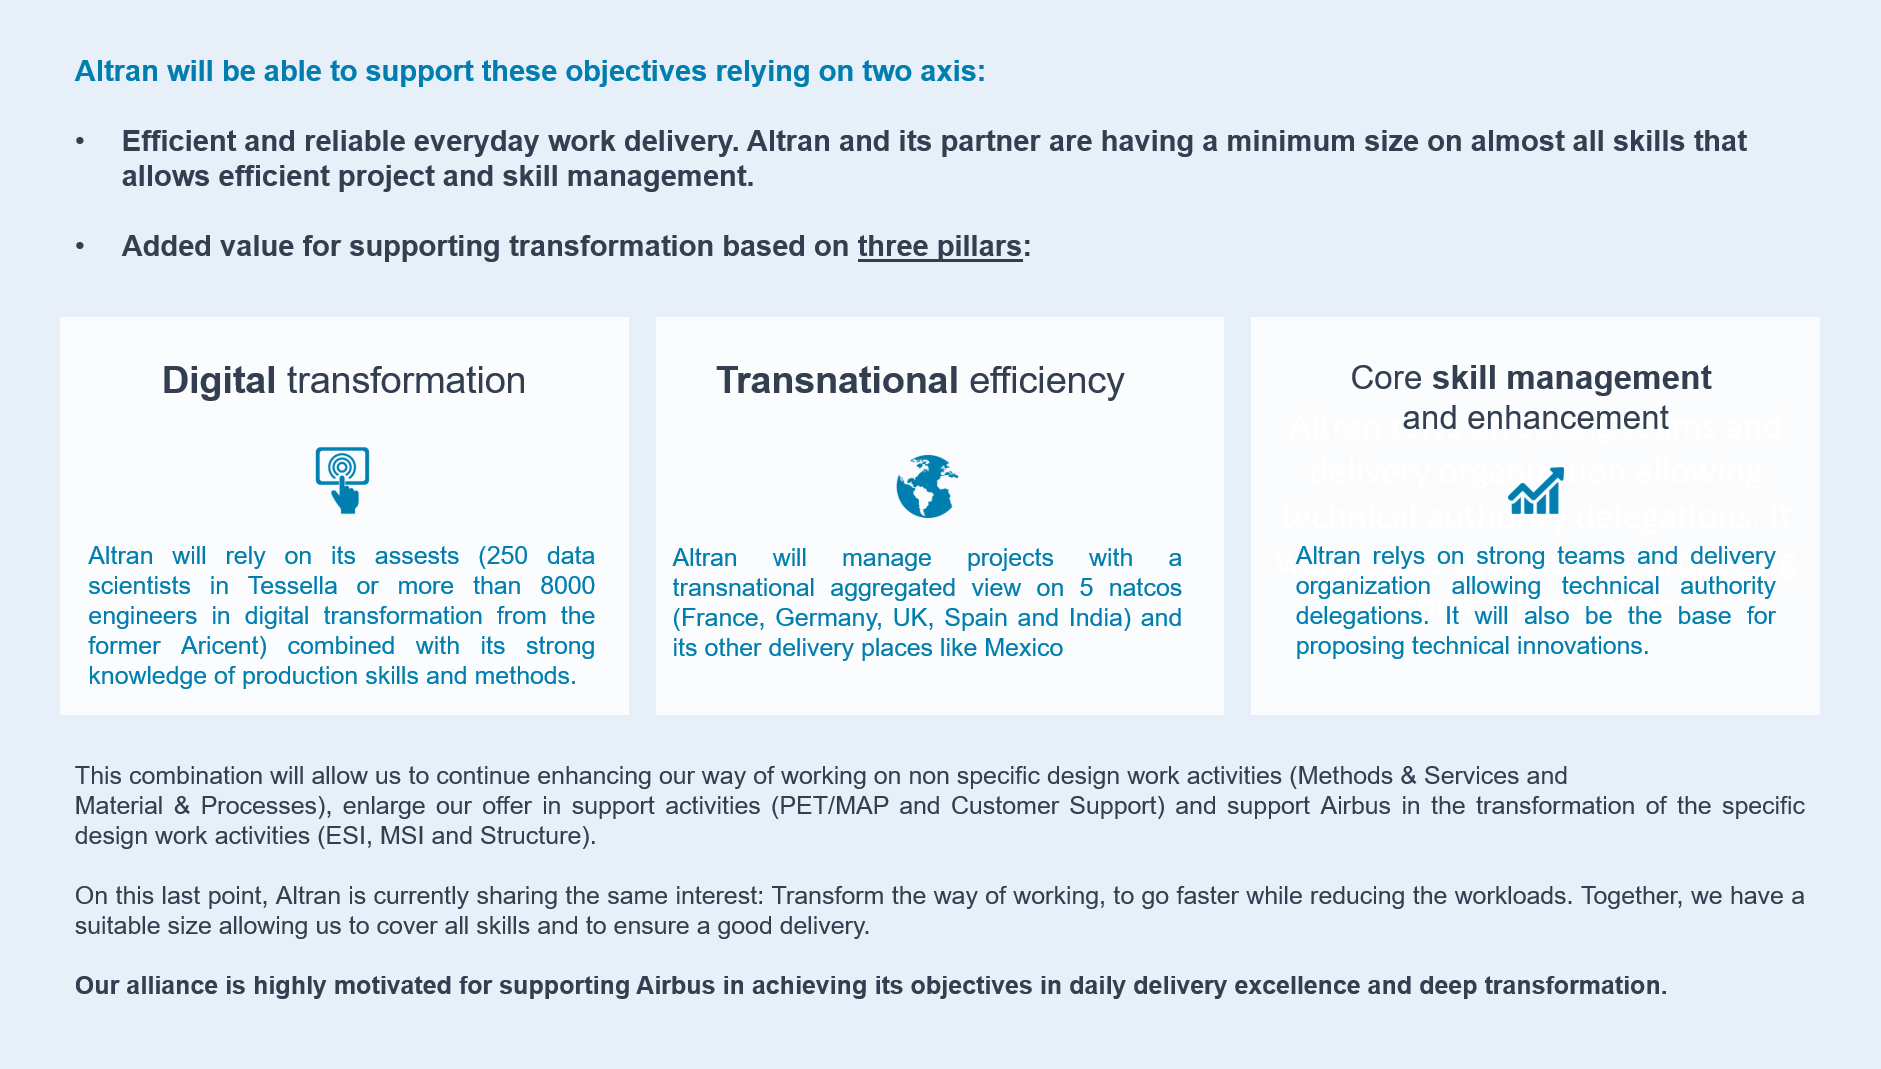 Altran will be able to support these objectives relying on two axis:
• Efficient and reliable everyday work delivery. Altran and its partner are having a minimum size on almost all skills that
allows efficient project and skill management.
• Added value for supporting transformation based on three pillars:
Digital transformation
Altran will rely on its assests (250 data
scientists in Tessella or more than 8000
engineers in digital transformation from the
former Aricent) combined with its strong
knowledge of production skills and methods.
Transnational efficiency
Altran will manage projects with a
transnational aggregated view on 5 natcos
(France, Germany, UK, Spain and India) and
its other delivery places like Mexico
Core skill management
and enhancement
Altran relys on strong teams and delivery
organization allowing technical authority
delegations. It will also be the base for
proposing technical innovations.
This combination will allow us to continue enhancing our way of working on non specific design work activities (Methods & Services and
Material & Processes), enlarge our offer in support activities (PET/MAP and Customer Support) and support Airbus in the transformation of the specific
design work activities (ESI, MSI and Structure).
On this last point, Altran is currently sharing the same interest: Transform the way of working, to go faster while reducing the workloads. Together, we have a
suitable size allowing us to cover all skills and to ensure a good delivery.
Our alliance is highly motivated for supporting Airbus in achieving its objectives in daily delivery excellence and deep transformation.